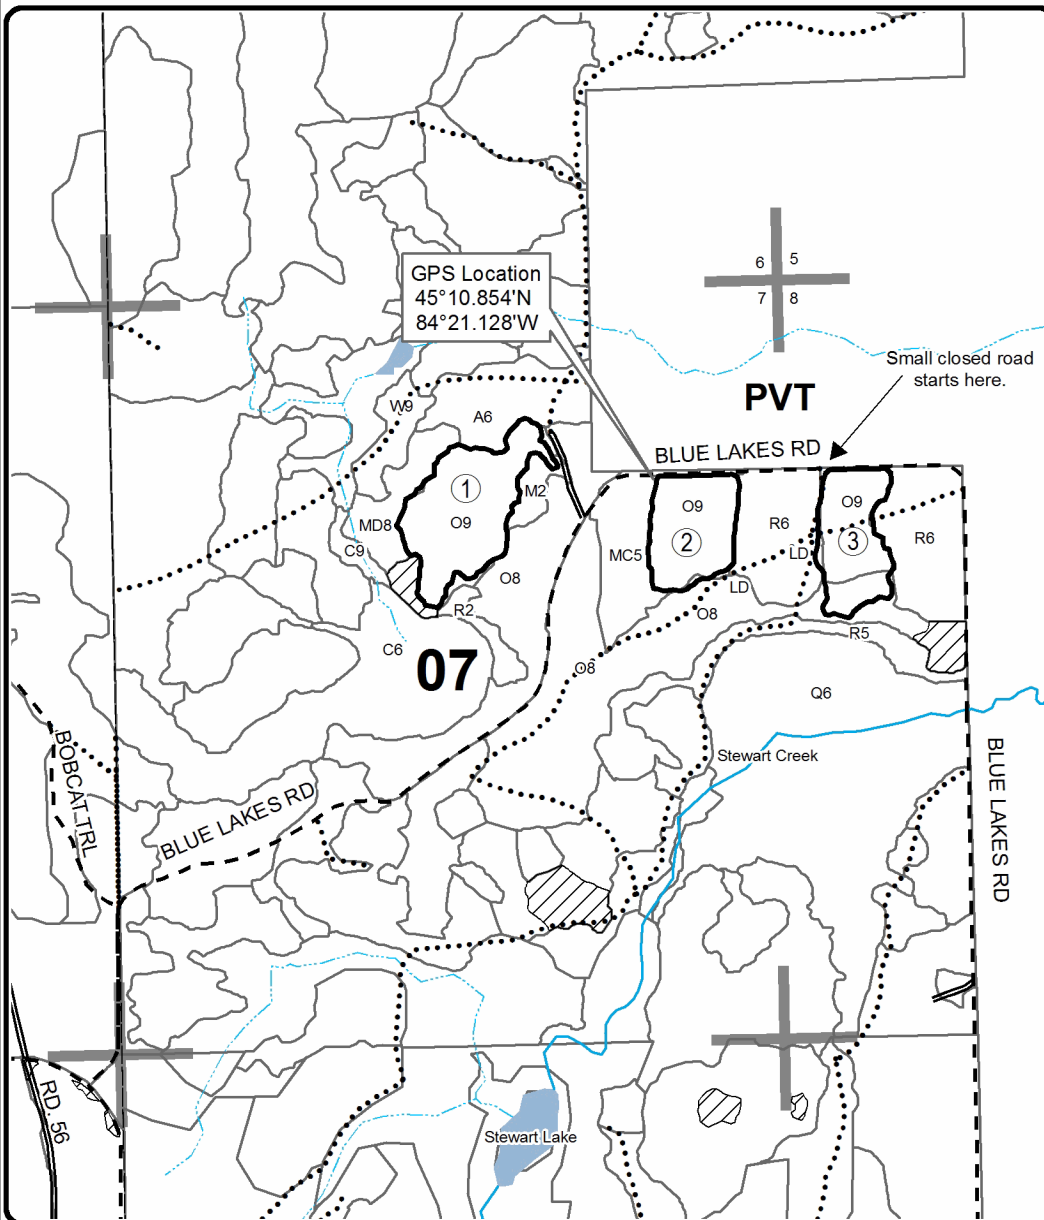 GPS Location
45°10.854'N
84°21.128'W
6 5
7 8
Small closed road
starts here.
PVT
W9
A6
BLUE LAKES RD
1
M2
O9
MD8
C9
O9
2
R6
O9
3
R6
LD
MC5
O8
R2
LD
O8
R5
C6
07
O8
Q6
Stewart Creek
BOBCAT TRL
BLUE LAKES RD
BLUE LAKES RD
RD. 56
Stewart Lake